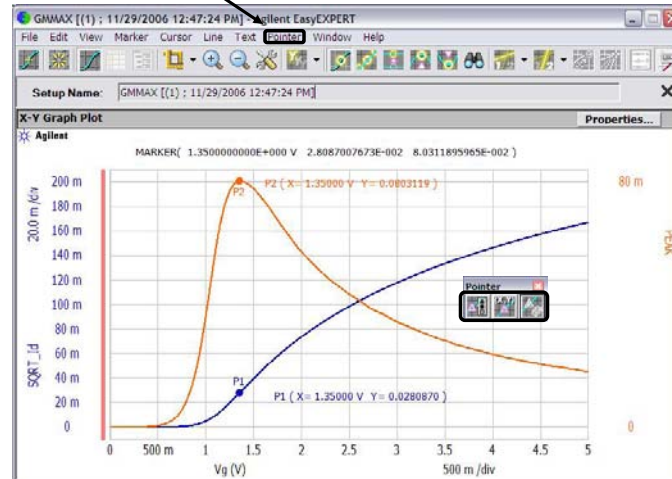 GMMAX [(1) ; 11/29/2006 12:47:24 PM] - Agilent EasyEXPERT
File Edit View Marker Cursor Line Text Pointer Window Help
Setup Name: GMMAX [(1) ; 11/29/2006 12:47:24 PM]
X-Y Graph Plot Properties...
Agilent
MARKER( 1.3500000000E+000 V 2.8087007673E-002 8.0311895965E-002 )
20.0 m /div
SQRT_Id
200 m
180 m
160 m
140 m
120 m
100 m
80 m
60 m
40 m
20 m
0
P2
P2 ( X= 1.35000 V Y= 0.0803119 )
P1
P1 ( X= 1.35000 V Y= 0.0280870 )
Pointer
80 m
PEAK
0
0 500 m 1 1.5 2 2.5 3 3.5 4 4.5 5
Vg (V) 500 m /div